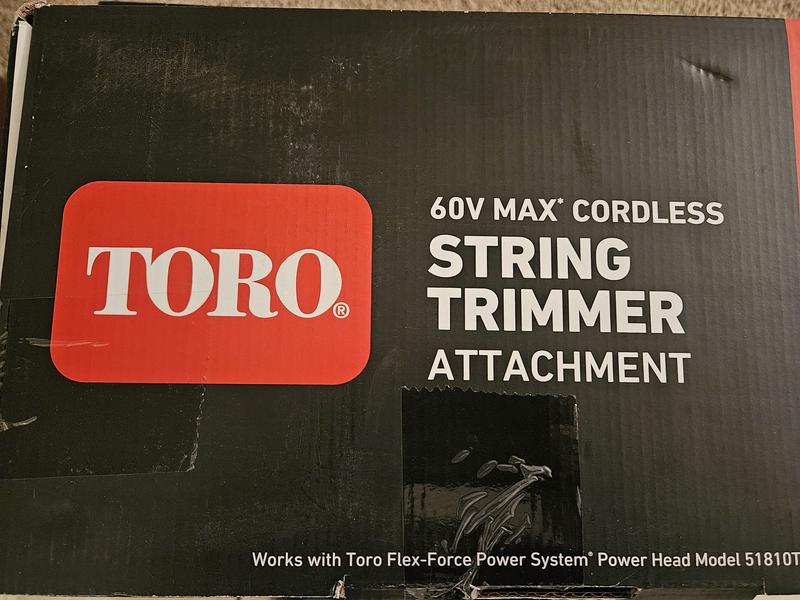 TORO®
60V MAX* CORDLESS
STRING
TRIMMER
ATTACHMENT
Works with Toro Flex-Force Power System® Power Head Model 51810T